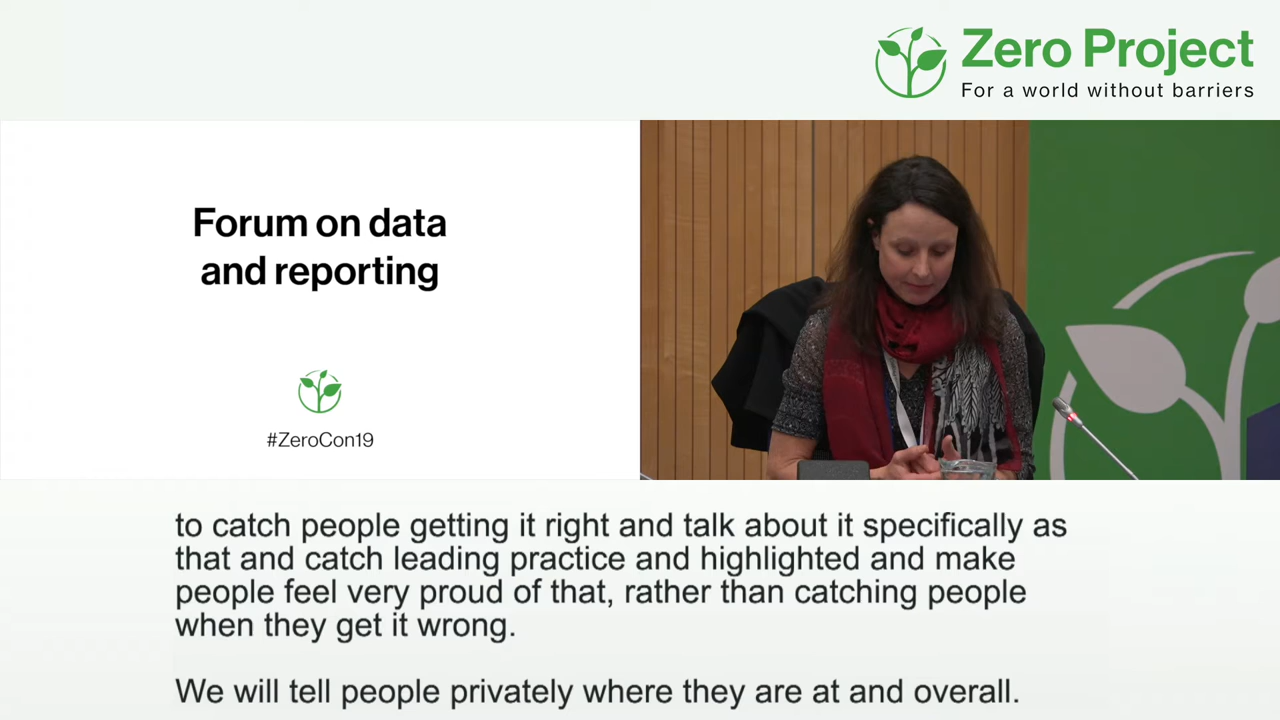 Zero Project
For a world without barriers
Forum on data
and reporting
#ZeroCon19
to catch people getting it right and talk about it specifically as
that and catch leading practice and highlighted and make
people feel very proud of that, rather than catching people
when they get it wrong.
We will tell people privately where they are at and overall.